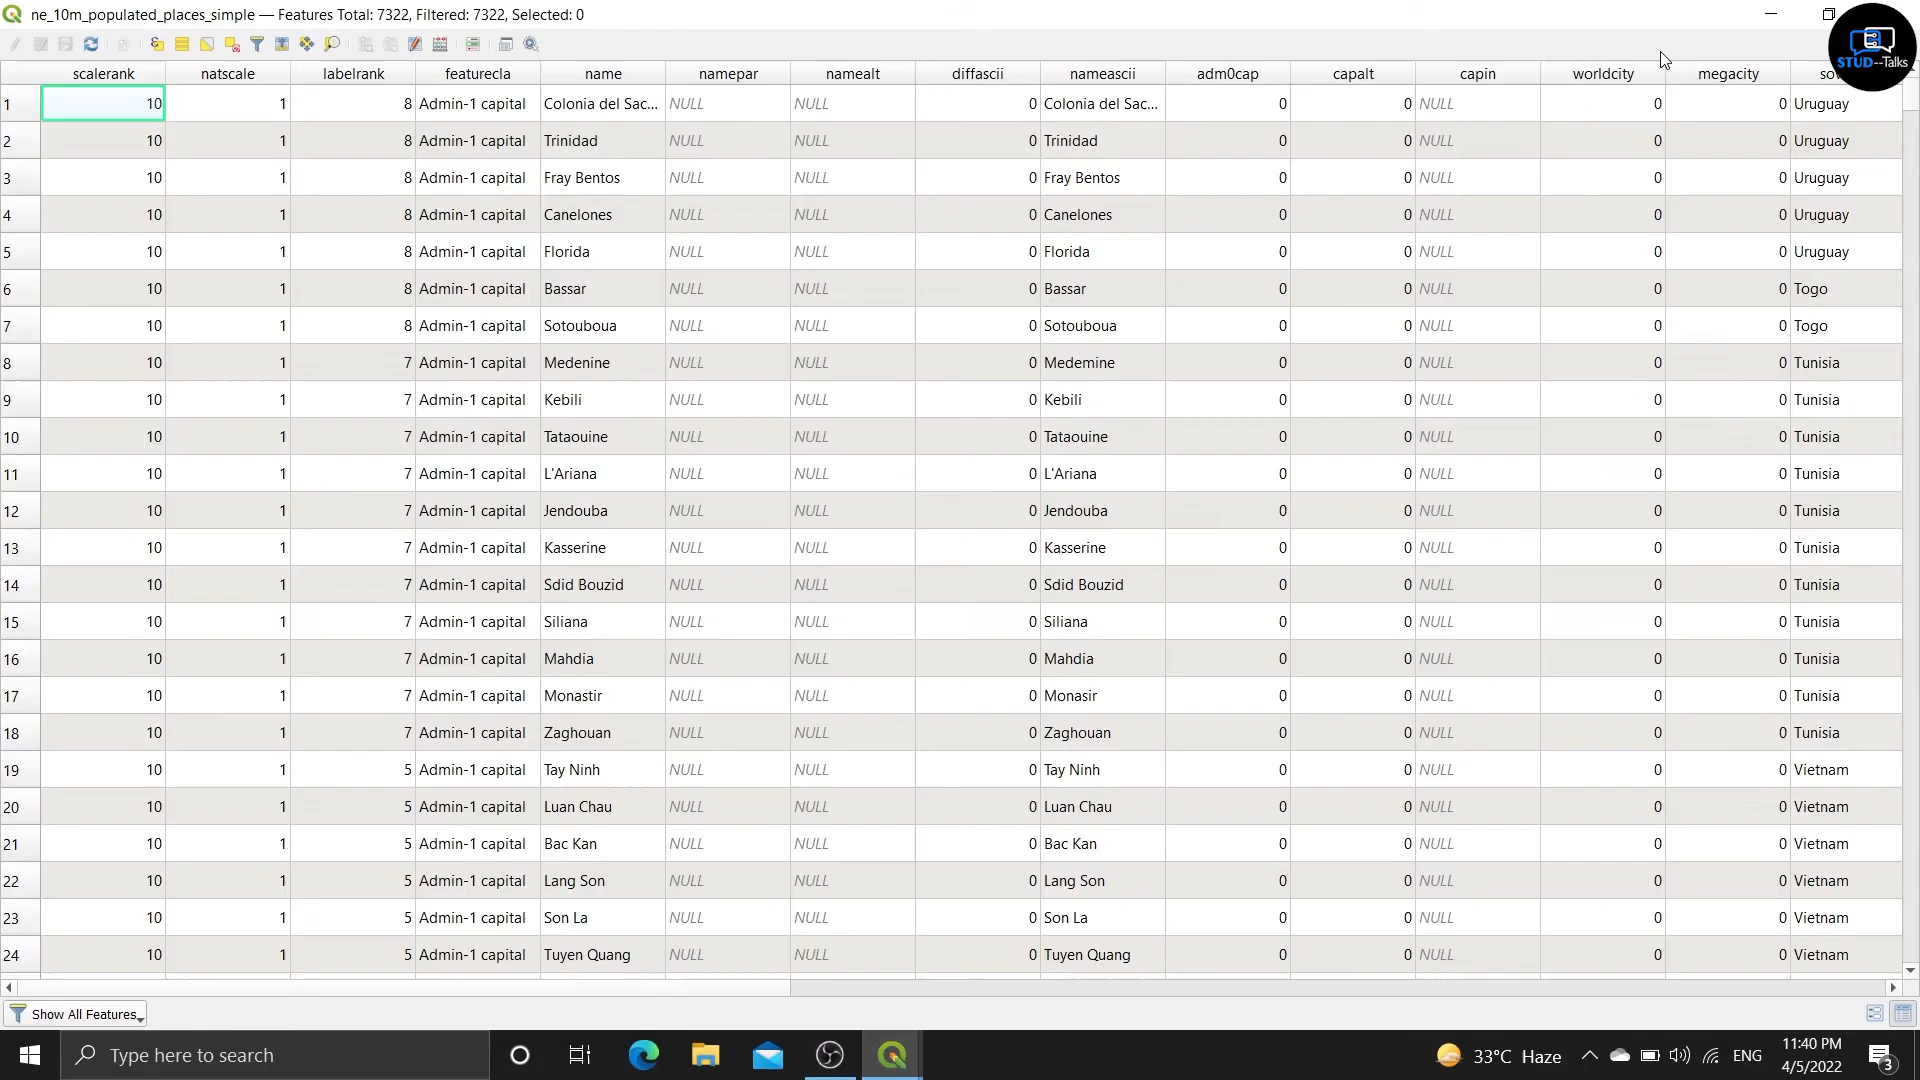 ne_10m_populated_places_simple — Features Total: 7322, Filtered: 7322, Selected: 0
STUD--Talks
scalerank natscale labelrank featurecla name namepar namealt diffascii nameascii adm0cap capalt capin worldcity megacity
1 10 1 8 Admin-1 capital Colonia del Sac... NULL NULL 0 Colonia del Sac... 0 0 NULL 0 0 Uruguay
2 10 1 8 Admin-1 capital Trinidad NULL NULL 0 Trinidad 0 0 NULL 0 0 Uruguay
3 10 1 8 Admin-1 capital Fray Bentos NULL NULL 0 Fray Bentos 0 0 NULL 0 0 Uruguay
4 10 1 8 Admin-1 capital Canelones NULL NULL 0 Canelones 0 0 NULL 0 0 Uruguay
5 10 1 8 Admin-1 capital Florida NULL NULL 0 Florida 0 0 NULL 0 0 Uruguay
6 10 1 8 Admin-1 capital Bassar NULL NULL 0 Bassar 0 0 NULL 0 0 Togo
7 10 1 8 Admin-1 capital Sotouboua NULL NULL 0 Sotouboua 0 0 NULL 0 0 Togo
8 10 1 7 Admin-1 capital Medenine NULL NULL 0 Medemine 0 0 NULL 0 0 Tunisia
9 10 1 7 Admin-1 capital Kebili NULL NULL 0 Kebili 0 0 NULL 0 0 Tunisia
10 10 1 7 Admin-1 capital Tataouine NULL NULL 0 Tataouine 0 0 NULL 0 0 Tunisia
11 10 1 7 Admin-1 capital L'Ariana NULL NULL 0 L'Ariana 0 0 NULL 0 0 Tunisia
12 10 1 7 Admin-1 capital Jendouba NULL NULL 0 Jendouba 0 0 NULL 0 0 Tunisia
13 10 1 7 Admin-1 capital Kasserine NULL NULL 0 Kasserine 0 0 NULL 0 0 Tunisia
14 10 1 7 Admin-1 capital Sdid Bouzid NULL NULL 0 Sdid Bouzid 0 0 NULL 0 0 Tunisia
15 10 1 7 Admin-1 capital Siliana NULL NULL 0 Siliana 0 0 NULL 0 0 Tunisia
16 10 1 7 Admin-1 capital Mahdia NULL NULL 0 Mahdia 0 0 NULL 0 0 Tunisia
17 10 1 7 Admin-1 capital Monastir NULL NULL 0 Monasir 0 0 NULL 0 0 Tunisia
18 10 1 7 Admin-1 capital Zaghouan NULL NULL 0 Zaghouan 0 0 NULL 0 0 Tunisia
19 10 1 5 Admin-1 capital Tay Ninh NULL NULL 0 Tay Ninh 0 0 NULL 0 0 Vietnam
20 10 1 5 Admin-1 capital Luan Chau NULL NULL 0 Luan Chau 0 0 NULL 0 0 Vietnam
21 10 1 5 Admin-1 capital Bac Kan NULL NULL 0 Bac Kan 0 0 NULL 0 0 Vietnam
22 10 1 5 Admin-1 capital Lang Son NULL NULL 0 Lang Son 0 0 NULL 0 0 Vietnam
23 10 1 5 Admin-1 capital Son La NULL NULL 0 Son La 0 0 NULL 0 0 Vietnam
24 10 1 5 Admin-1 capital Tuyen Quang NULL NULL 0 Tuyen Quang 0 0 NULL 0 0 Vietnam
Show All Features
Type here to search
33°C Haze
ENG
11:40 PM
4/5/2022
3